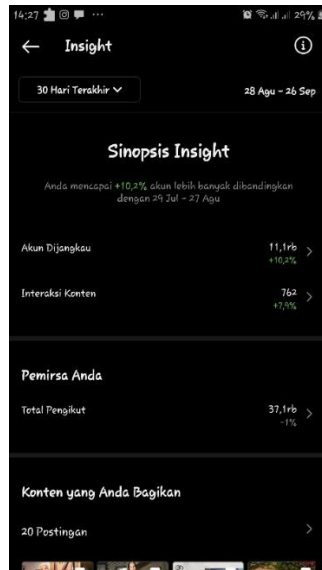 14:27
29%
Insight
30 Hari Terakhir
28 Agu - 26 Sep
Sinopsis Insight
Anda mencapai +10,2% akun lebih banyak dibandingkan
dengan 29 Jul - 27 Agu
Akun Dijangkau
11,1rb
+10,2%
Interaksi Konten
762
+7,9%
Pemirsa Anda
Total Pengikut
37,1rb
-1%
Konten yang Anda Bagikan
20 Postingan